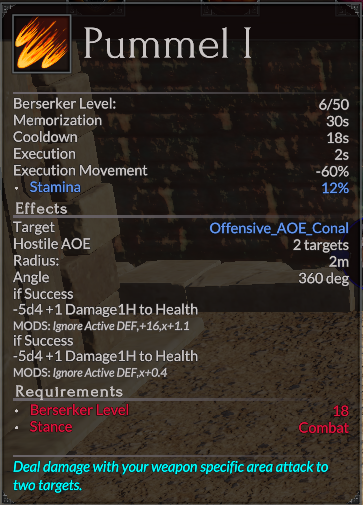 Pummel I
Berserker Level: 6/50
Memorization 30s
Cooldown 18s
Execution 2s
Execution Movement -60%
• Stamina 12%
Effects
Target Offensive_AOE_Conal
Hostile AOE 2 targets
Radius: 2m
Angle 360 deg
if Success
-5d4 +1 Damage1H to Health
MODS: Ignore Active DEF,+16,x+1.1
if Success
-5d4 +1 Damage1H to Health
MODS: Ignore Active DEF,x+0.4
Requirements
• Berserker Level 18
• Stance Combat
Deal damage with your weapon specific area attack to
two targets.